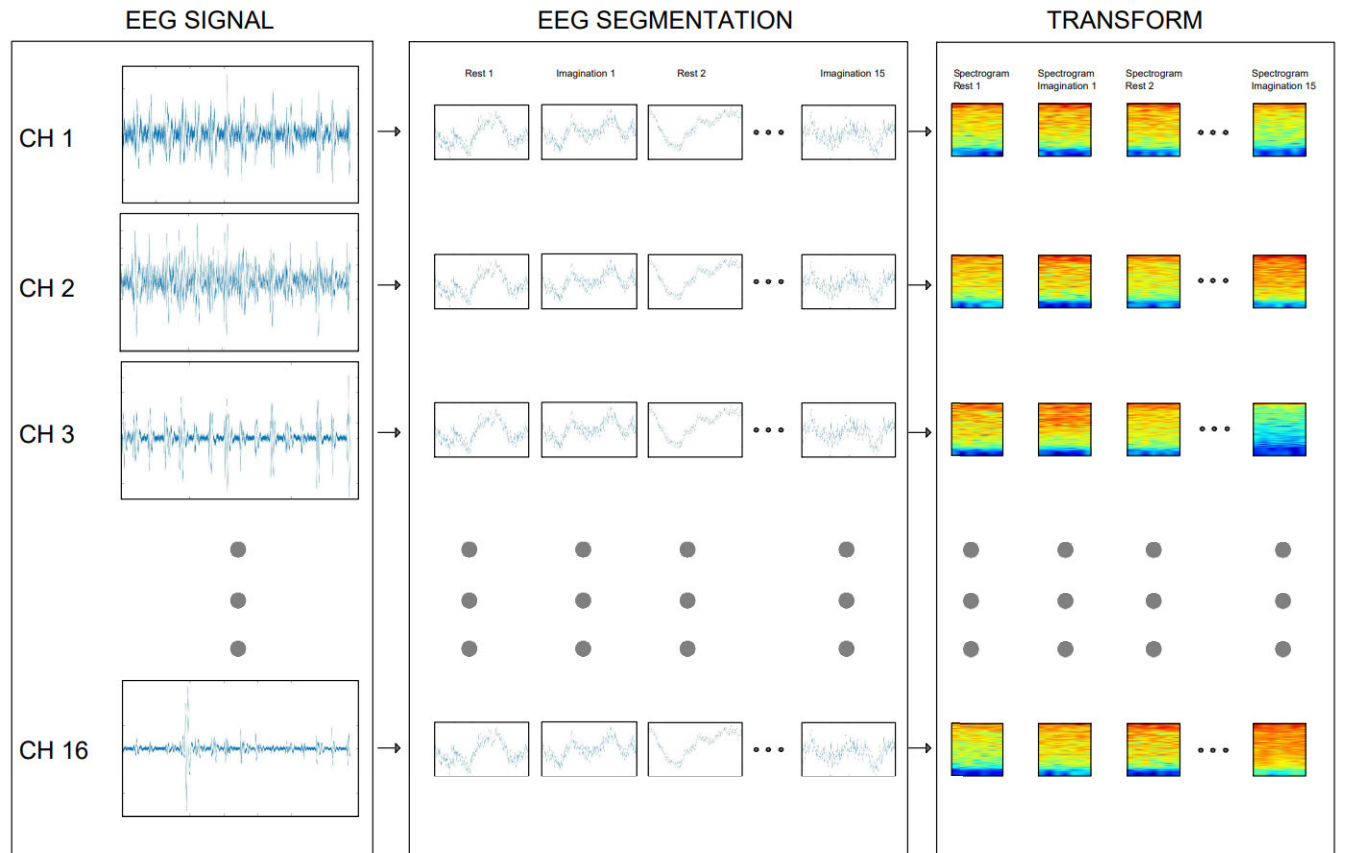 EEG SIGNAL
EEG SEGMENTATION
TRANSFORM
Rest 1
Imagination 1
Rest 2
Imagination 15
Spectrogram
Rest 1
Spectrogram
Imagination 1
Spectrogram
Rest 2
Spectrogram
Imagination 15
CH 1
CH 2
CH 3
CH 16